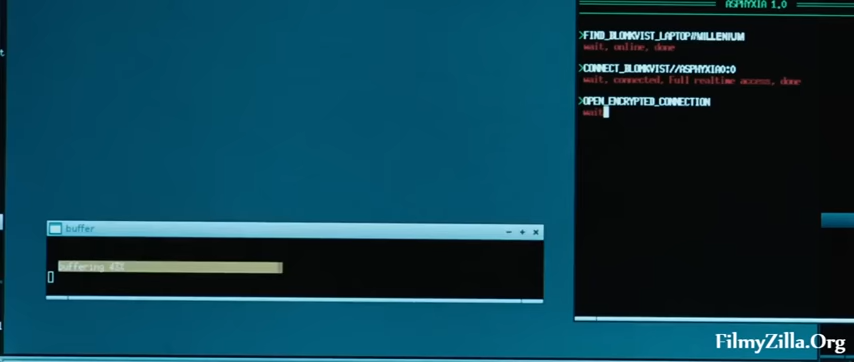 ASPHYXIA 1.0
>FIND_BLOMKVIST_LAPTOP//MILLENIUM
wait, online, done
>CONNECT_BLOMKVIST//ASPHYXIA0:0
wait, connected, full realtime access, done
>OPEN_ENCRYPTED_CONNECTION
wait
buffer
buffering
FilmyZilla.Org